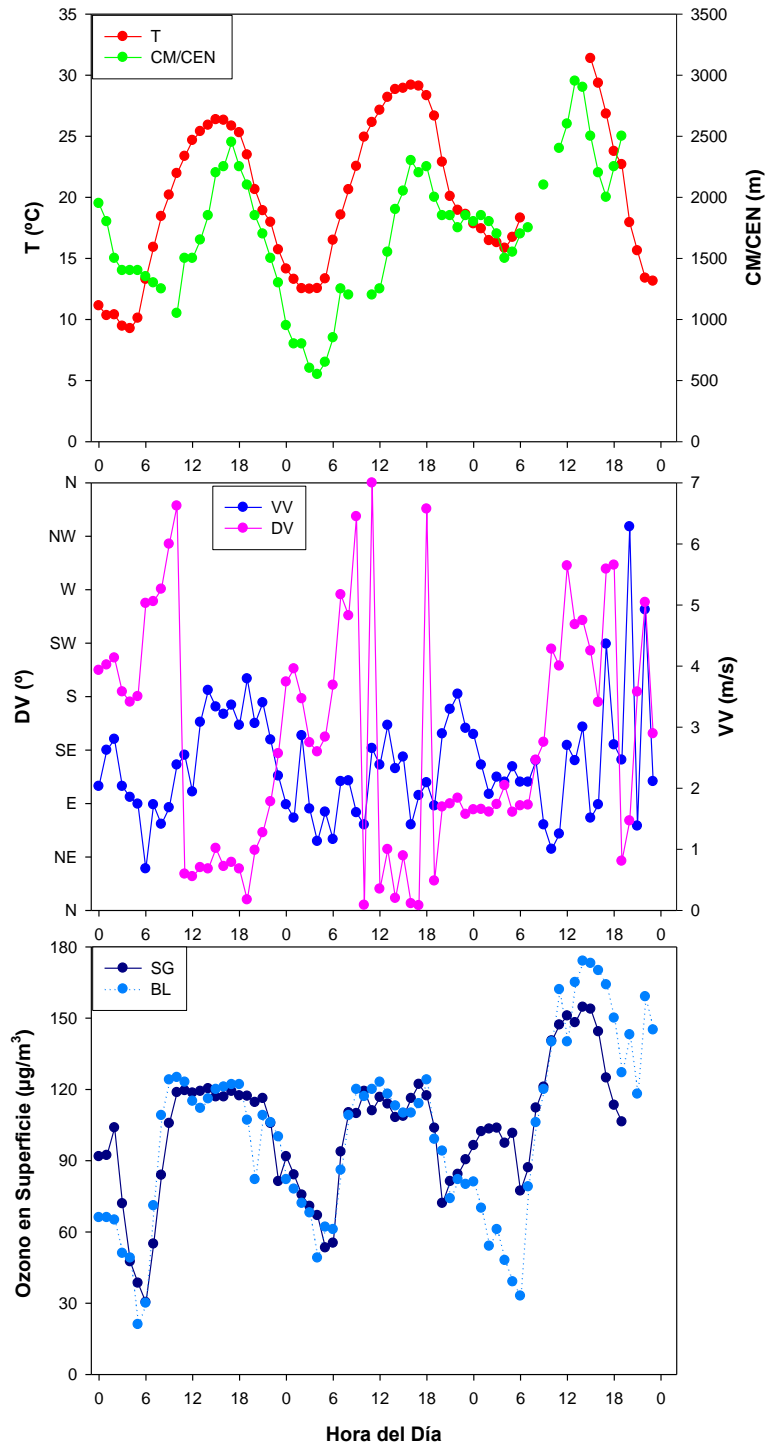 35
30
25
20
15
10
5
0
T (ºC)
T
CM/CEN
3500
3000
2500
2000
1500
1000
500
0
CM/CEN (m)
0 6 12 18 0 6 12 18 0 6 12 18 0
N
NW
W
SW
S
SE
E
NE
N
DV (º)
VV
DV
7
6
5
4
3
2
1
0
VV (m/s)
0 6 12 18 0 6 12 18 0 6 12 18 0
180
150
120
90
60
30
0
Ozono en Superficie (µg/m³)
SG
BL
0 6 12 18 0 6 12 18 0 6 12 18 0
Hora del Día